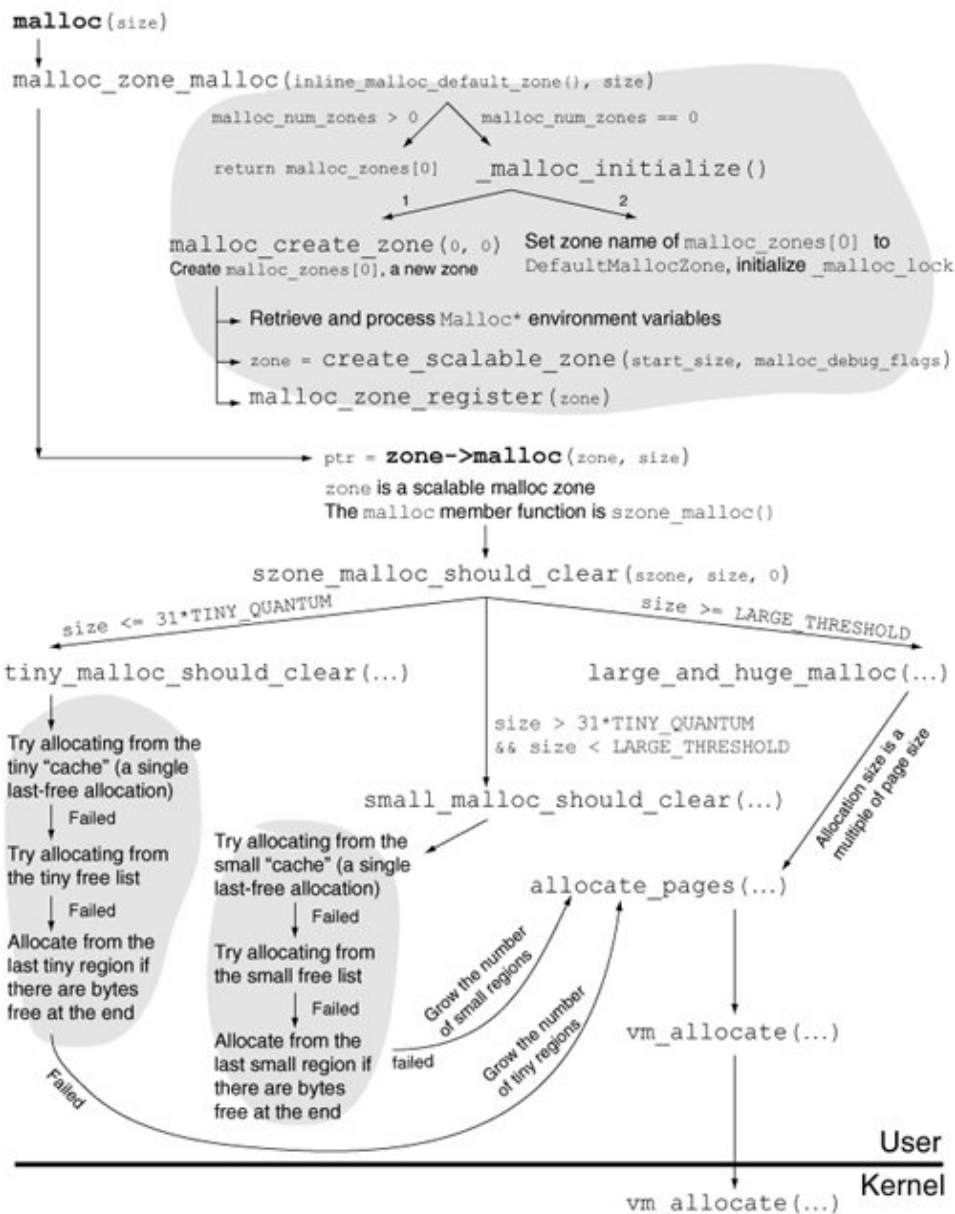 malloc(size)
malloc_zone_malloc(inline_malloc_default_zone(), size)
malloc_num_zones > 0
malloc_num_zones == 0
return malloc_zones[0]
_malloc_initialize()
1
2
malloc_create_zone(0, 0)
Create malloc_zones[0], a new zone
Set zone name of malloc_zones[0] to
DefaultMallocZone, initialize _malloc_lock
Retrieve and process Malloc* environment variables
zone = create_scalable_zone(start_size, malloc_debug_flags)
malloc_zone_register(zone)
ptr = zone->malloc(zone, size)
zone is a scalable malloc zone
The malloc member function is szone_malloc()
szone_malloc_should_clear(szone, size, 0)
size <= 31*TINY_QUANTUM
size >= LARGE_THRESHOLD
tiny_malloc_should_clear(...)
large_and_huge_malloc(...)
size > 31*TINY_QUANTUM
&& size < LARGE_THRESHOLD
Allocation size is a
multiple of page size
Try allocating from the
tiny “cache” (a single
last-free allocation)
Failed
Try allocating from
the tiny free list
Failed
Allocate from the
last tiny region if
there are bytes
free at the end
Failed
small_malloc_should_clear(...)
Try allocating from the
small “cache” (a single
last-free allocation)
Failed
Try allocating from
the small free list
Failed
Allocate from the
last small region if
there are bytes
free at the end
failed
Grow the number
of small regions
Grow the number
of tiny regions
allocate_pages(...)
vm_allocate(...)
User
Kernel
vm_allocate(...)